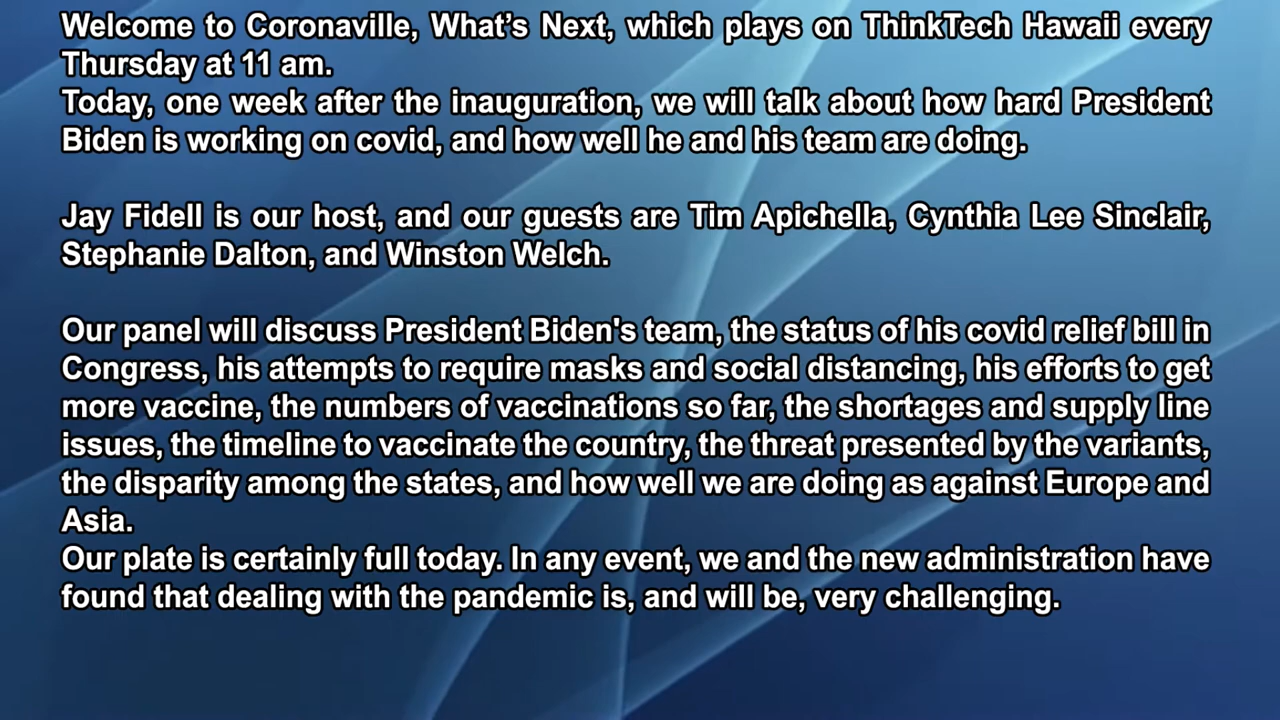 Welcome to Coronaville, What’s Next, which plays on ThinkTech Hawaii every
Thursday at 11 am.
Today, one week after the inauguration, we will talk about how hard President
Biden is working on covid, and how well he and his team are doing.
Jay Fidell is our host, and our guests are Tim Apichella, Cynthia Lee Sinclair,
Stephanie Dalton, and Winston Welch.
Our panel will discuss President Biden's team, the status of his covid relief bill in
Congress, his attempts to require masks and social distancing, his efforts to get
more vaccine, the numbers of vaccinations so far, the shortages and supply line
issues, the timeline to vaccinate the country, the threat presented by the variants,
the disparity among the states, and how well we are doing as against Europe and
Asia.
Our plate is certainly full today. In any event, we and the new administration have
found that dealing with the pandemic is, and will be, very challenging.